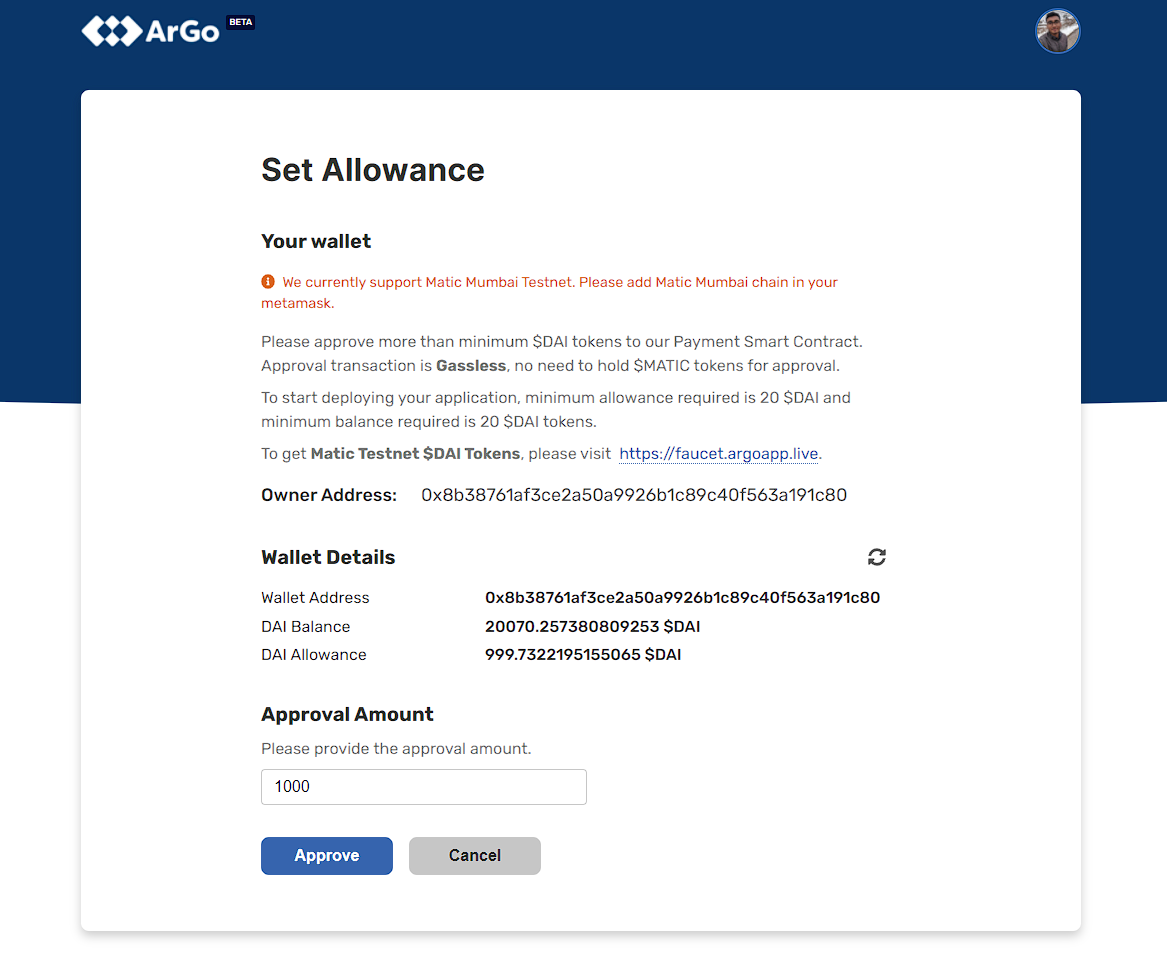 ArGo BETA
Set Allowance
Your wallet
We currently support Matic Mumbai Testnet. Please add Matic Mumbai chain in your
metamask.
Please approve more than minimum $DAI tokens to our Payment Smart Contract.
Approval transaction is Gassless, no need to hold $MATIC tokens for approval.
To start deploying your application, minimum allowance required is 20 $DAI and
minimum balance required is 20 $DAI tokens.
To get Matic Testnet $DAI Tokens, please visit https://faucet.argoapp.live.
Owner Address: 0x8b38761af3ce2a50a9926b1c89c40f563a191c80
Wallet Details
Wallet Address 0x8b38761af3ce2a50a9926b1c89c40f563a191c80
DAI Balance 20070.257380809253 $DAI
DAI Allowance 999.7322195155065 $DAI
Approval Amount
Please provide the approval amount.
1000
Approve Cancel